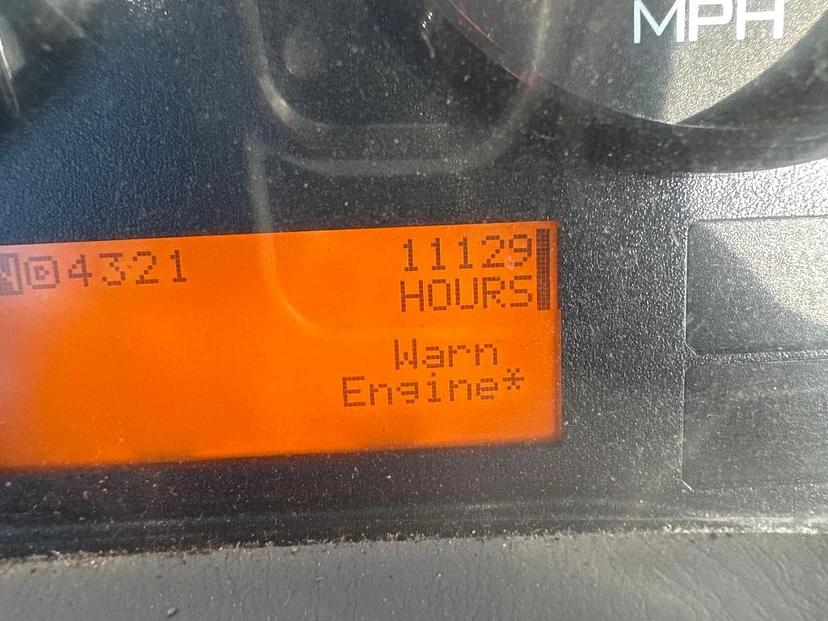 MPH
N Ⓓ 4321
11129
HOURS
Warn
Engine*